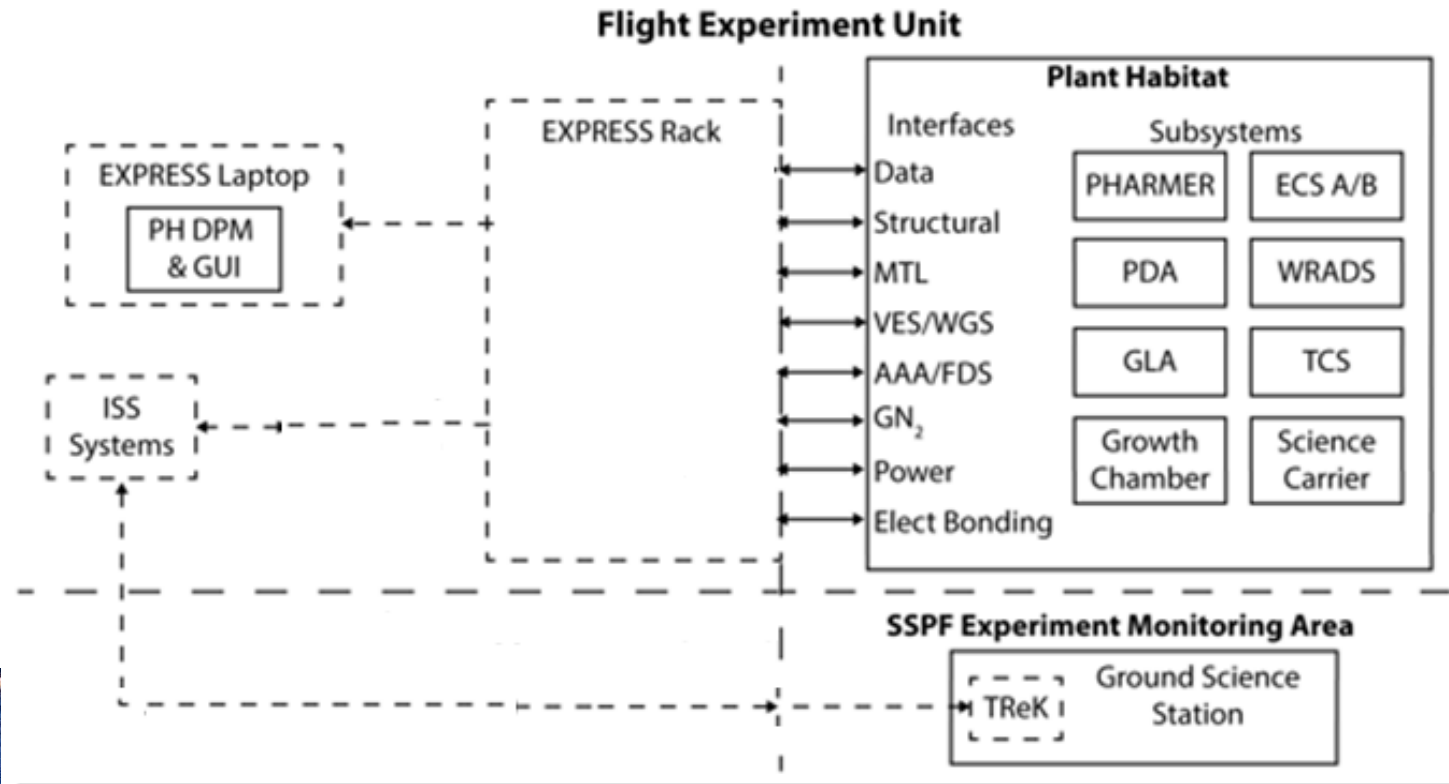 Flight Experiment Unit
Plant Habitat
EXPRESS Rack
Interfaces
Subsystems
EXPRESS Laptop
PH DPM
& GUI
Data
Structural
MTL
VES/WGS
AAA/FDS
GN₂
Power
Elect Bonding
PHARMER
ECS A/B
PDA
WRADS
GLA
TCS
Growth
Chamber
Science
Carrier
ISS
Systems
SSPF Experiment Monitoring Area
TReK
Ground Science
Station